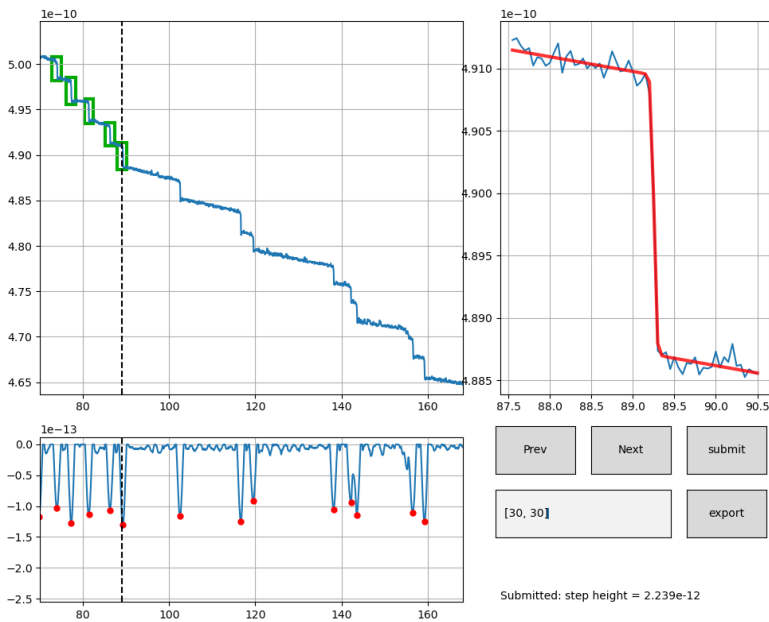 1e−10
5.00
4.95
4.90
4.85
4.80
4.75
4.70
4.65
80 100 120 140 160
1e−10
4.910
4.905
4.900
4.895
4.890
4.885
87.5 88.0 88.5 89.0 89.5 90.0 90.5
1e−13
0.0
−0.5
−1.0
−1.5
−2.0
−2.5
80 100 120 140 160
Prev Next submit
[30, 30] export
Submitted: step height = 2.239e-12